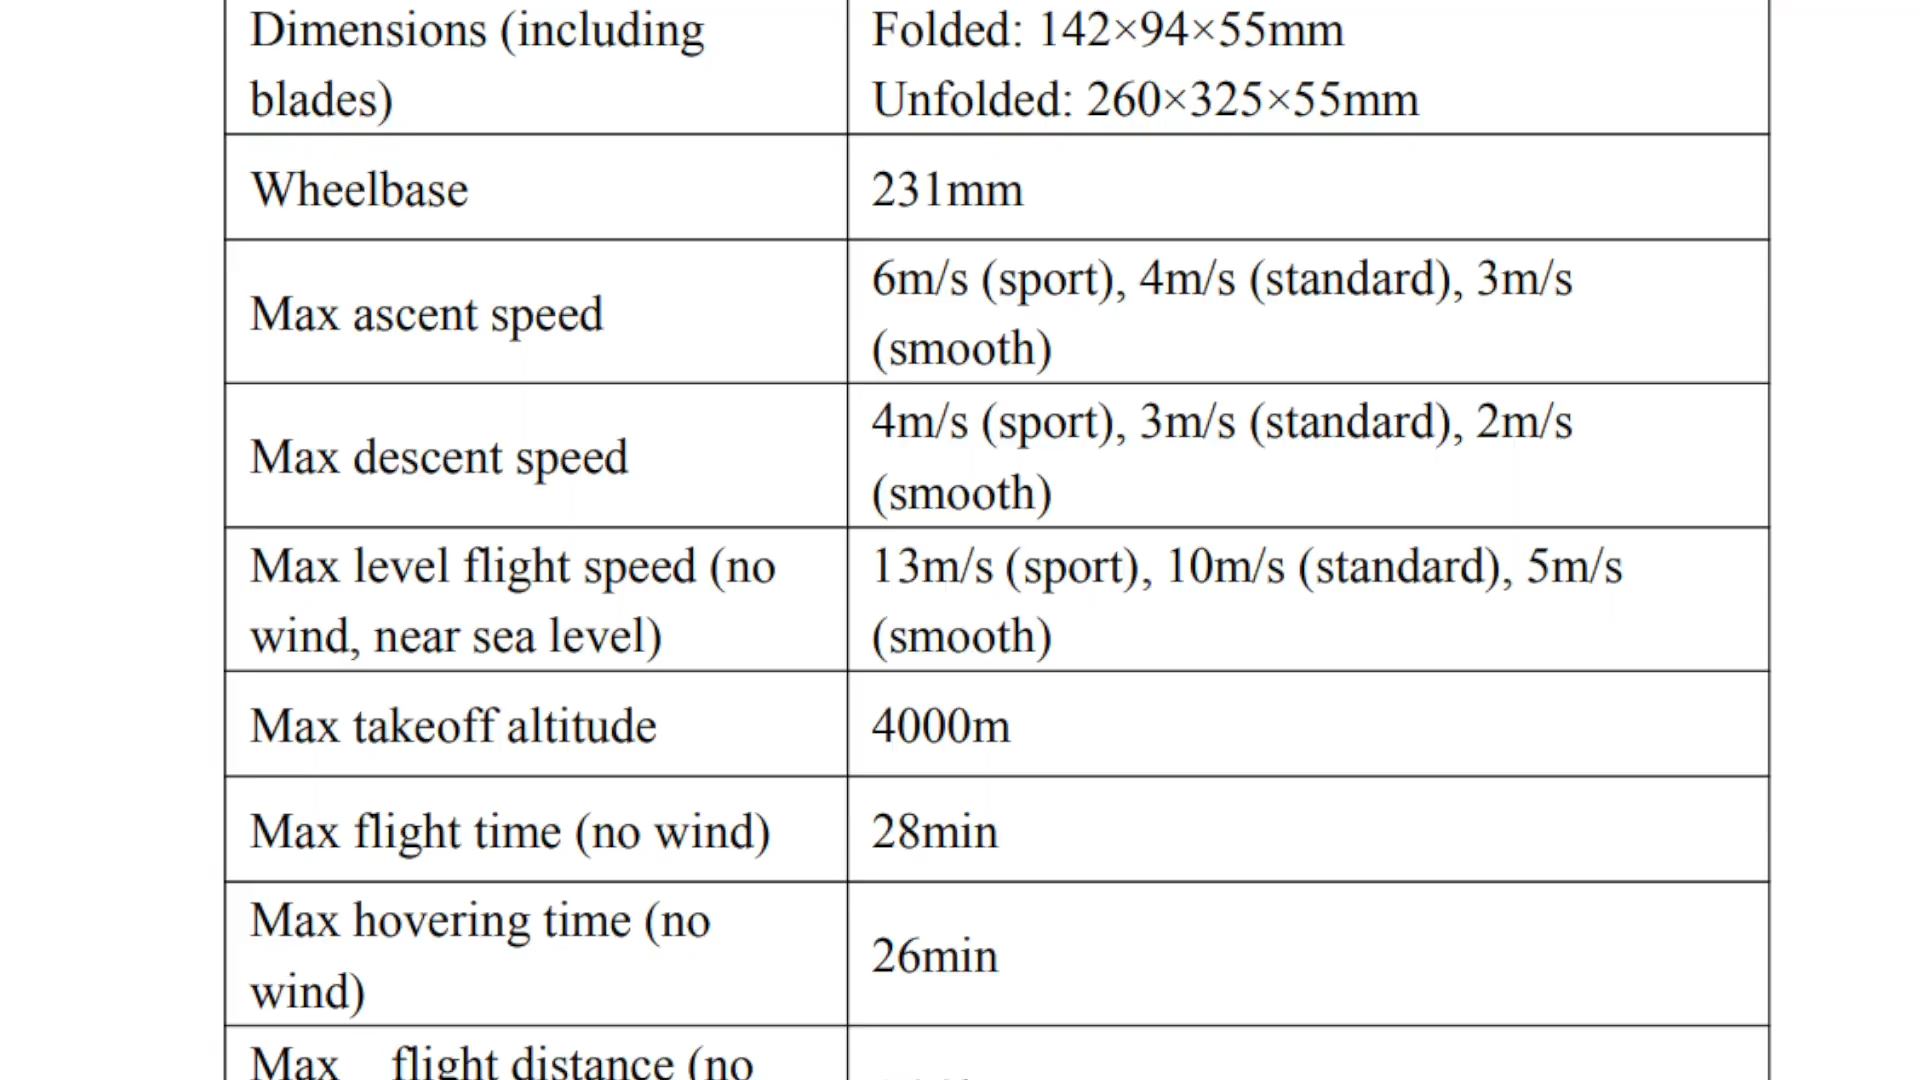 Dimensions (including
blades)
Folded: 142×94×55mm
Unfolded: 260×325×55mm
Wheelbase
231mm
Max ascent speed
6m/s (sport), 4m/s (standard), 3m/s
(smooth)
Max descent speed
4m/s (sport), 3m/s (standard), 2m/s
(smooth)
Max level flight speed (no
wind, near sea level)
13m/s (sport), 10m/s (standard), 5m/s
(smooth)
Max takeoff altitude
4000m
Max flight time (no wind)
28min
Max hovering time (no
wind)
26min
Max flight distance (no